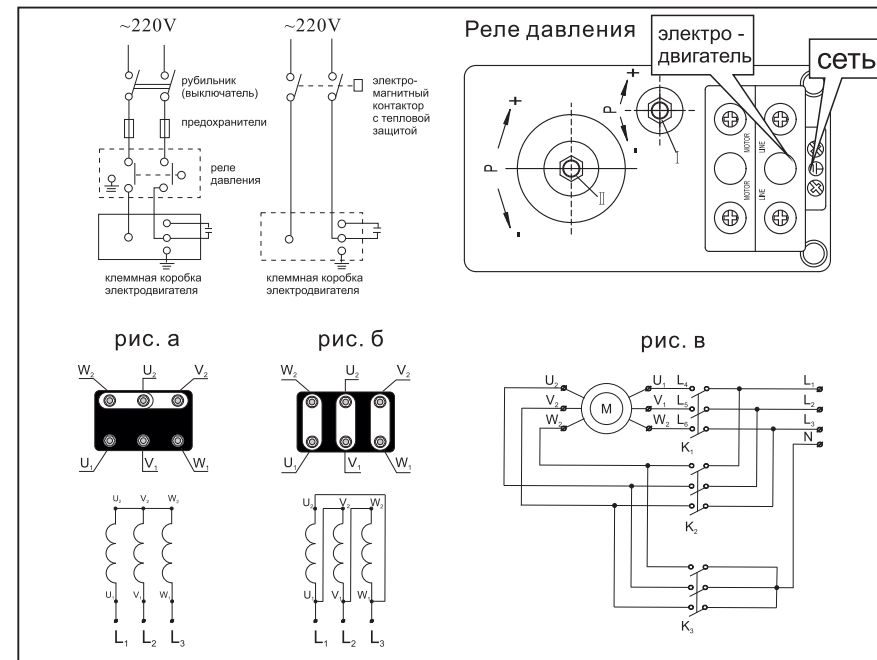 ~220V
~220V
рубильник
(выключатель)
предохранители
реле
давления
клеммная коробка
электродвигателя
электро-
магнитный
контактор
с тепловой
защитой
клеммная коробка
электродвигателя
Реле давления
электро -
двигатель
сеть
P
+
-
P
+
-
I
II
MOTOR
LINE
MOTOR
LINE
рис. а
W₂ U₂ V₂
U₁ V₁ W₁
U₂ V₂ W₂
U₁ V₁ W₁
L₁ L₂ L₃
рис. б
W₂ U₂ V₂
U₁ V₁ W₁
U₂ V₂ W₂
U₁ V₁ W₁
L₁ L₂ L₃
рис. в
U₂ U₁ L₄ L₁
V₂ M V₁ L₅ L₂
W₂ W₂ L₆ L₃
N
K₁
K₂
K₃